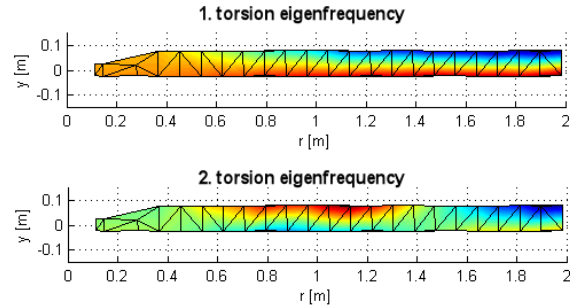 1. torsion eigenfrequency
0.1
0
-0.1
y [m]
0 0.2 0.4 0.6 0.8 1 1.2 1.4 1.6 1.8 2
r [m]
2. torsion eigenfrequency
0.1
0
-0.1
y [m]
0 0.2 0.4 0.6 0.8 1 1.2 1.4 1.6 1.8 2
r [m]